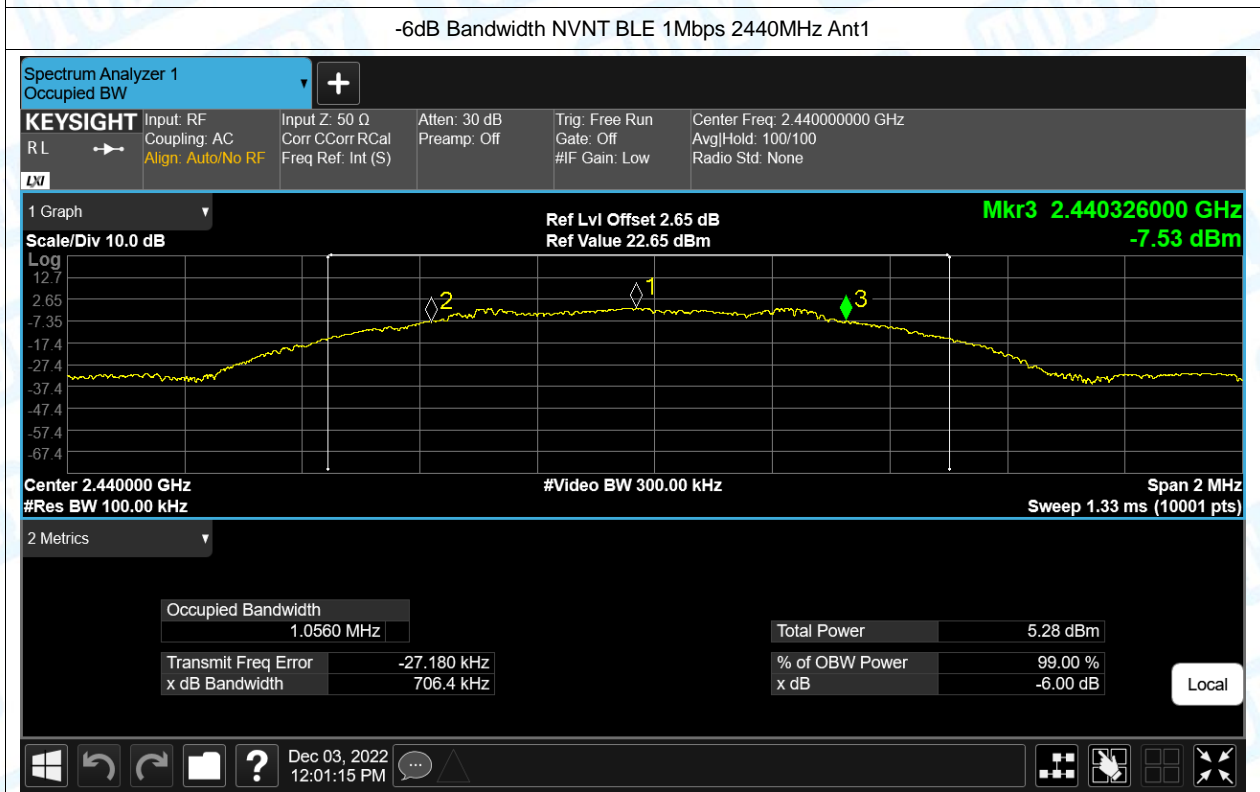 -6dB Bandwidth NVNT BLE 1Mbps 2440MHz Ant1
Spectrum Analyzer 1
Occupied BW
KEYSIGHT
R L
LXI
Input: RF
Coupling: AC
Align: Auto/No RF
Input Z: 50 Ω
Corr CCorr RCal
Freq Ref: Int (S)
Atten: 30 dB
Preamp: Off
Trig: Free Run
Gate: Off
#IF Gain: Low
Center Freq: 2.440000000 GHz
Avg|Hold: 100/100
Radio Std: None
1 Graph
Scale/Div 10.0 dB
Ref Lvl Offset 2.65 dB
Ref Value 22.65 dBm
Mkr3 2.440326000 GHz
-7.53 dBm
Log
12.7
2.65
-7.35
-17.4
-27.4
-37.4
-47.4
-57.4
-67.4
2
1
3
Center 2.440000 GHz
#Res BW 100.00 kHz
#Video BW 300.00 kHz
Span 2 MHz
Sweep 1.33 ms (10001 pts)
2 Metrics
Occupied Bandwidth
1.0560 MHz
Transmit Freq Error -27.180 kHz
x dB Bandwidth 706.4 kHz
Total Power 5.28 dBm
% of OBW Power 99.00 %
x dB -6.00 dB
Local
?
Dec 03, 2022
12:01:15 PM